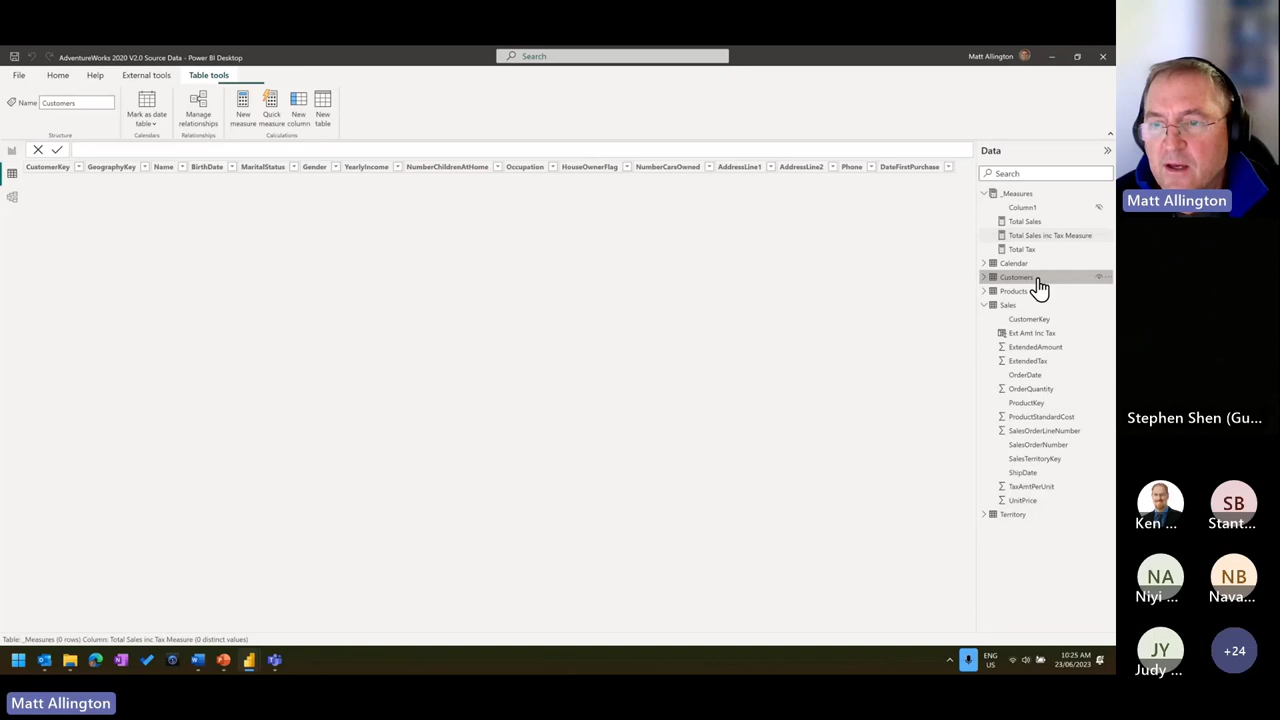 AdventureWorks 2020 V2.0 Source Data - Power BI Desktop
Search
Matt Allington
File Home Help External tools Table tools
Name Customers
Mark as date table
Manage relationships
New measure
Quick measure
New column
New table
Structure Calendars Relationships Calculations
CustomerKey GeographyKey Name BirthDate MaritalStatus Gender YearlyIncome NumberChildrenAtHome Occupation HouseOwnerFlag NumberCarsOwned AddressLine1 AddressLine2 Phone DateFirstPurchase
Data
Search
_Measures
Column1
Total Sales
Total Sales inc Tax Measure
Total Tax
Calendar
Customers
Products
Sales
CustomerKey
Ext Amt Inc Tax
ExtendedAmount
ExtendedTax
OrderDate
OrderQuantity
ProductKey
ProductStandardCost
SalesOrderLineNumber
SalesOrderNumber
SalesTerritoryKey
ShipDate
TaxAmtPerUnit
UnitPrice
Territory
Table: _Measures (0 rows) Column: Total Sales inc Tax Measure (0 distinct values)
ENG
US
10:25 AM
23/06/2023
Matt Allington
Matt Allington
Stephen Shen (Gu...
Ken ...
SB
Stant...
NA
Niyi ...
NB
Nava...
JY
Judy ...
+24